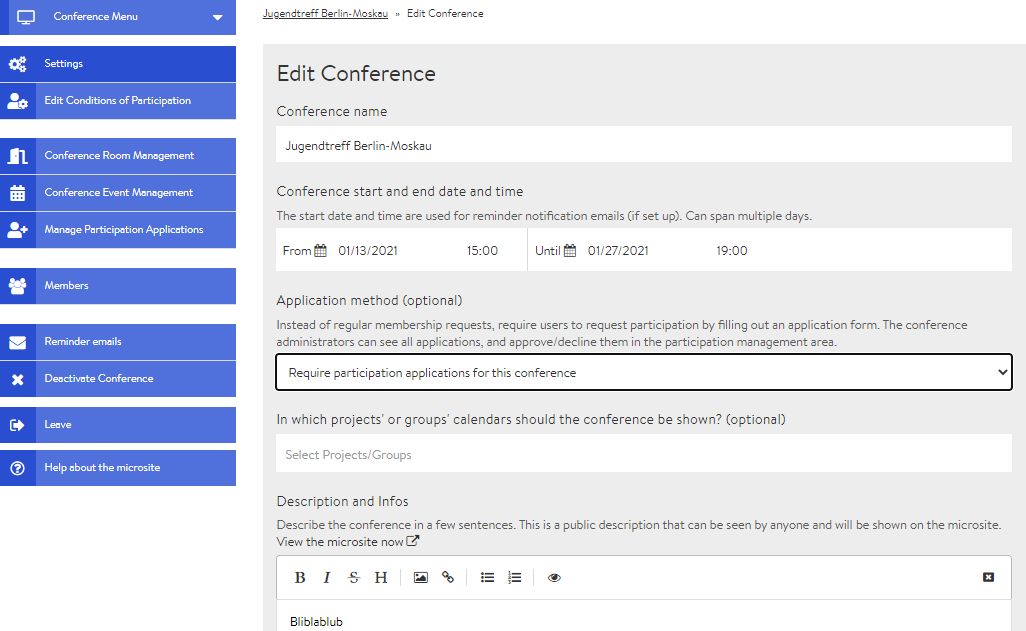 Conference Menu
Settings
Edit Conditions of Participation
Conference Room Management
Conference Event Management
Manage Participation Applications
Members
Reminder emails
Deactivate Conference
Leave
Help about the microsite
Jugendtreff Berlin-Moskau » Edit Conference
Edit Conference
Conference name
Jugendtreff Berlin-Moskau
Conference start and end date and time
The start date and time are used for reminder notification emails (if set up). Can span multiple days.
From 01/13/2021 15:00 Until 01/27/2021 19:00
Application method (optional)
Instead of regular membership requests, require users to request participation by filling out an application form. The conference
administrators can see all applications, and approve/decline them in the participation management area.
Require participation applications for this conference
In which projects' or groups' calendars should the conference be shown? (optional)
Select Projects/Groups
Description and Infos
Describe the conference in a few sentences. This is a public description that can be seen by anyone and will be shown on the microsite.
View the microsite now
B I S H
Bliblablub